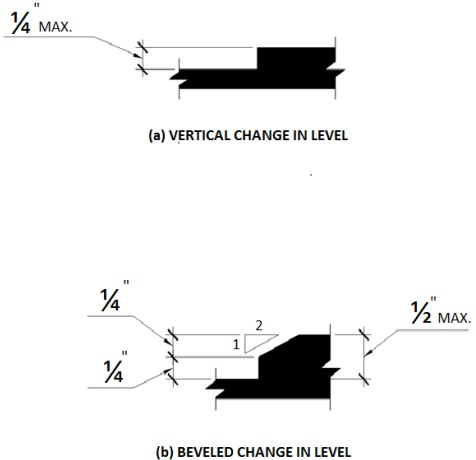 ¼" MAX.
(a) VERTICAL CHANGE IN LEVEL
¼"
2
1
½" MAX.
¼"
(b) BEVELED CHANGE IN LEVEL